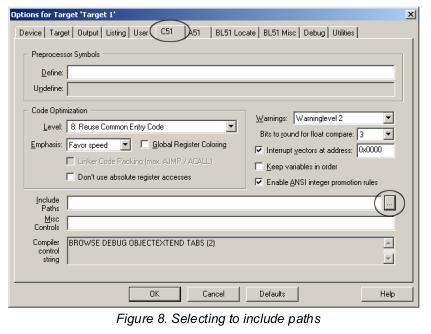 Options for Target 'Target 1'
Device Target Output Listing User C51 A51 BL51 Locate BL51 Misc Debug Utilities
Preprocessor Symbols
Define:
Undefine:
Code Optimization
Level: 8: Reuse Common Entry Code
Emphasis: Favor speed Global Register Coloring
Linker Code Packing (max. AJMP / ACALL)
Don't use absolute register accesses
Warnings: Warninglevel 2
Bits to round for float compare: 3
Interrupt vectors at address: 0x0000
Keep variables in order
Enable ANSI integer promotion rules
Include Paths
...
Misc Controls
Compiler control string
BROWSE DEBUG OBJECTEXTEND TABS (2)
OK Cancel Defaults Help
Figure 8. Selecting to include paths